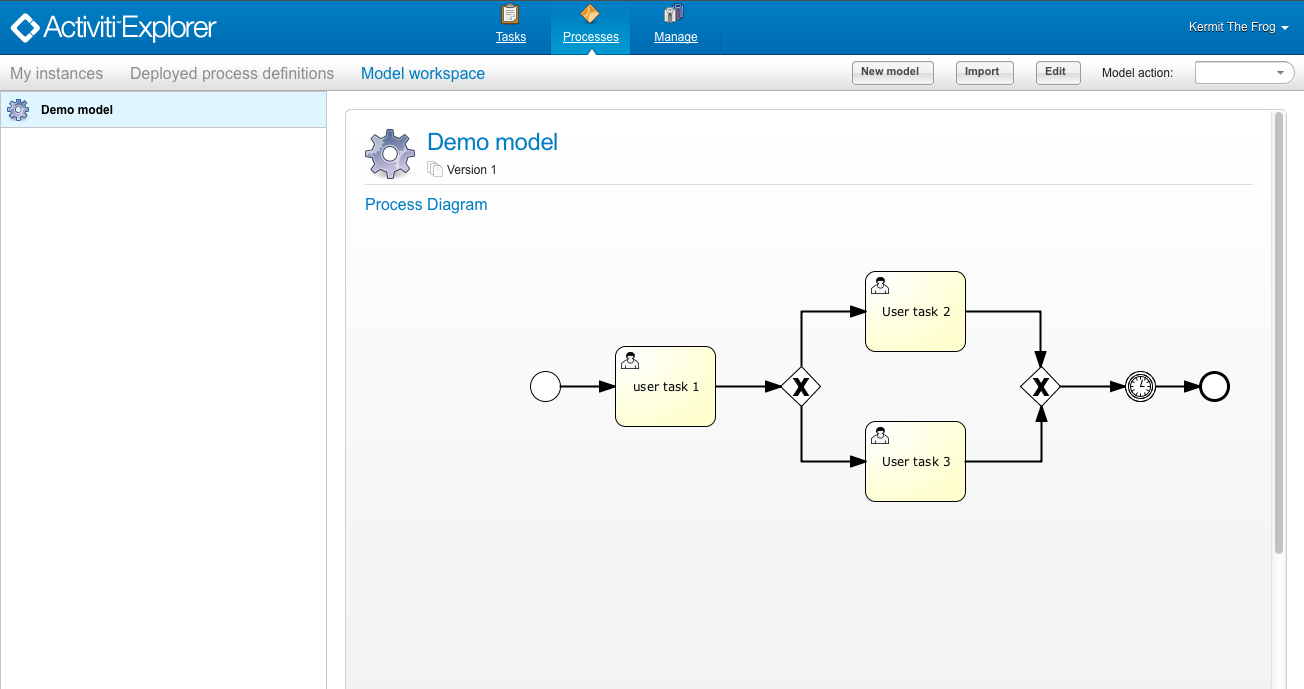 Activiti Explorer
Tasks
Processes
Manage
Kermit The Frog
My instances
Deployed process definitions
Model workspace
New model
Import
Edit
Model action:
Demo model
Demo model
Version 1
Process Diagram
User task 2
user task 1
X
X
User task 3